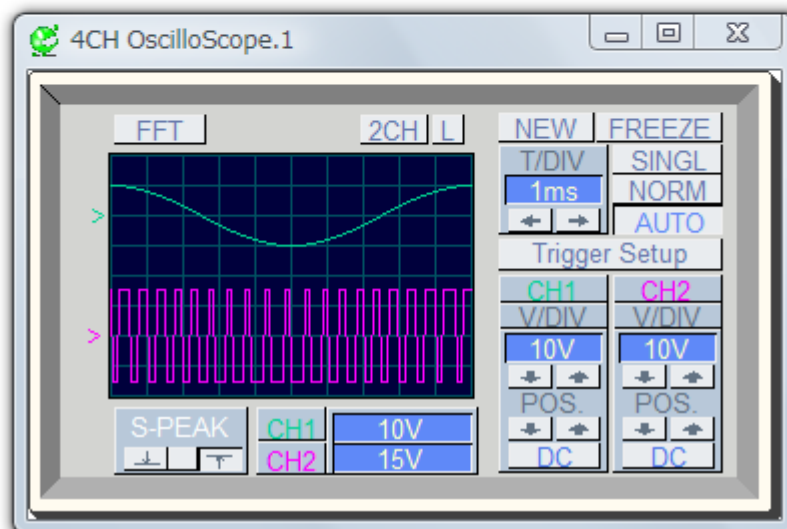 4CH OscilloScope.1
FFT 2CH L NEW FREEZE
T/DIV SINGL
1ms NORM
AUTO
Trigger Setup
CH1 CH2
V/DIV V/DIV
10V 10V
POS. POS.
DC DC
S-PEAK CH1 10V
CH2 15V